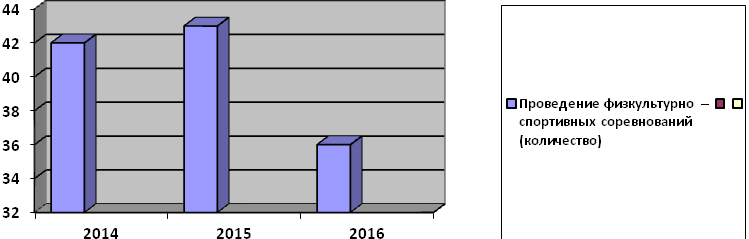 44
42
40
38
36
34
32
2014 2015 2016
Проведение физкультурно –
спортивных соревнований
(количество)